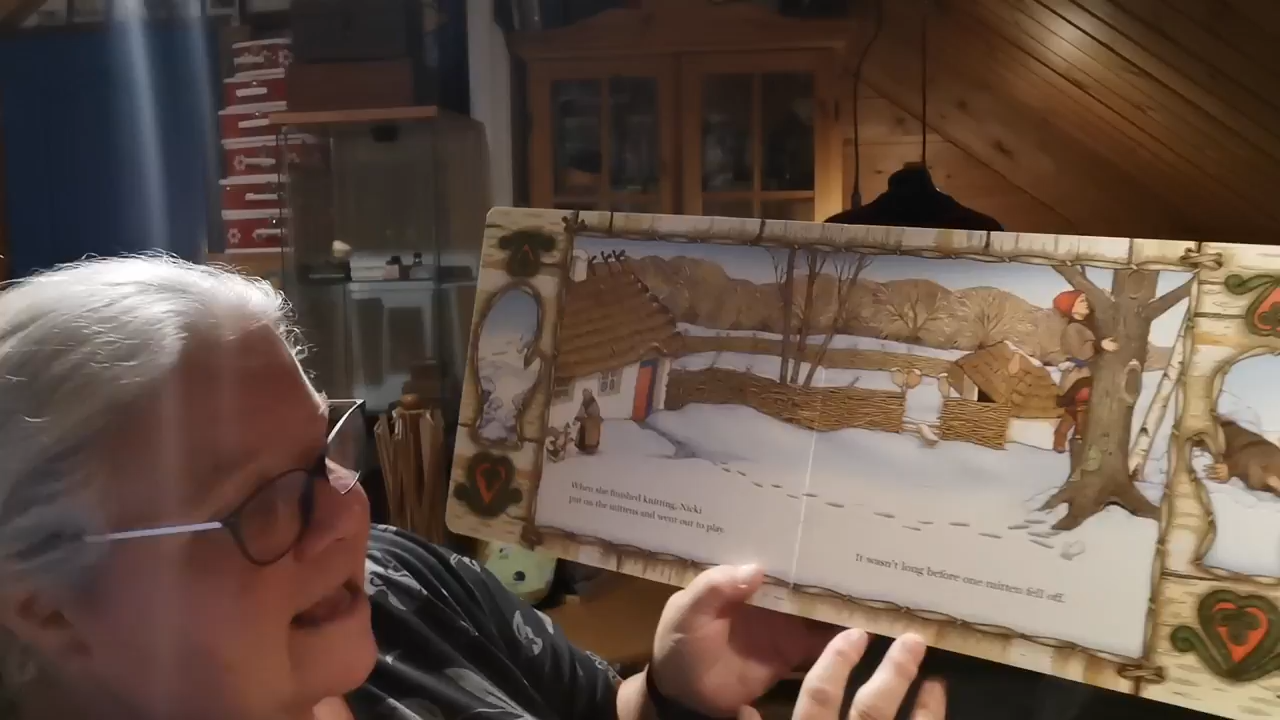 When she finished knitting, Nicki
put on the mittens and went out to play.
It wasn't long before one mitten fell off.